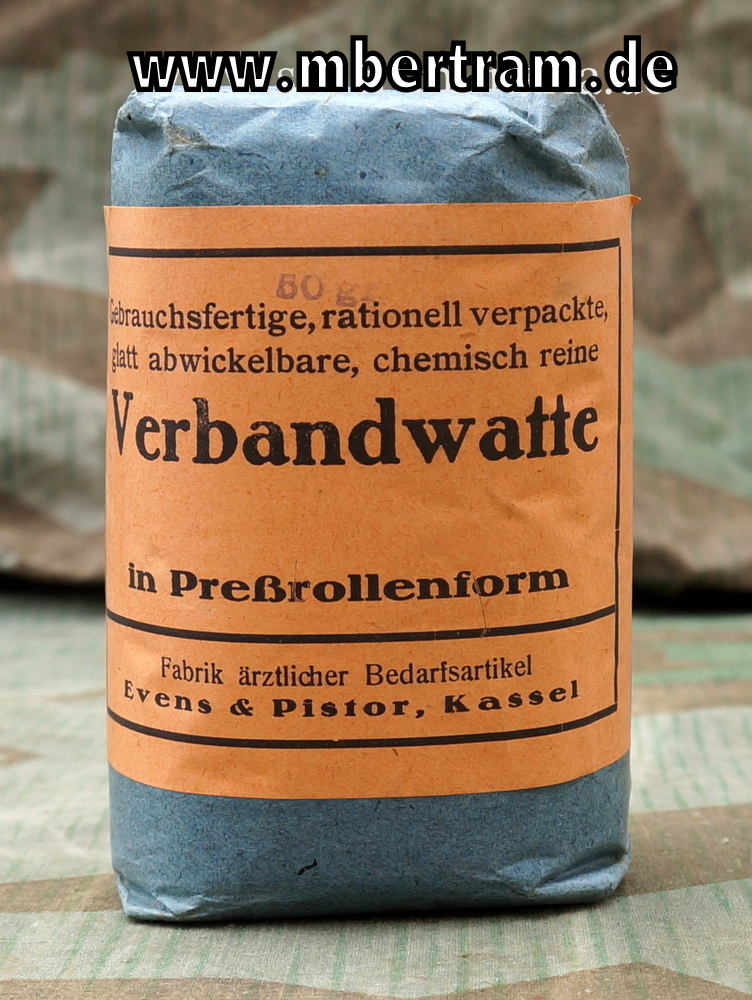 www.mbertram.de
50 g.
Gebrauchsfertige, rationell verpackte,
glatt abwickelbare, chemisch reine
Verbandwatte
in Preßrollenform
Fabrik ärztlicher Bedarfsartikel
Evens & Pistor, Kassel